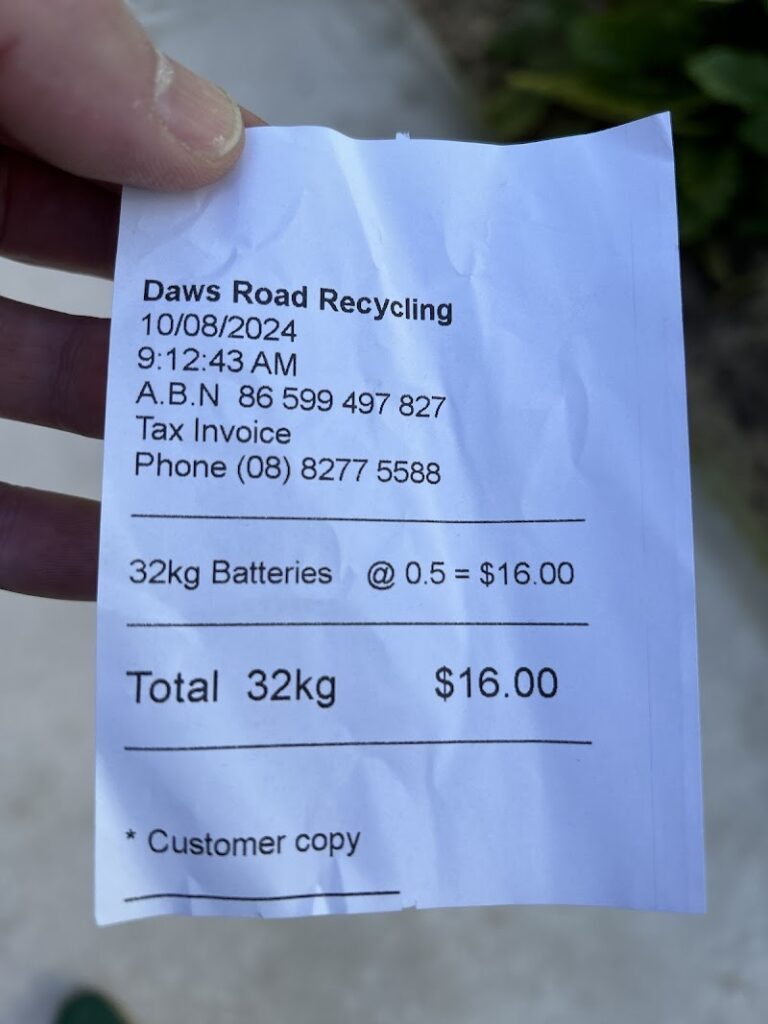 Daws Road Recycling
10/08/2024
9:12:43 AM
A.B.N 86 599 497 827
Tax Invoice
Phone (08) 8277 5588
32kg Batteries @ 0.5 = $16.00
Total 32kg $16.00
* Customer copy